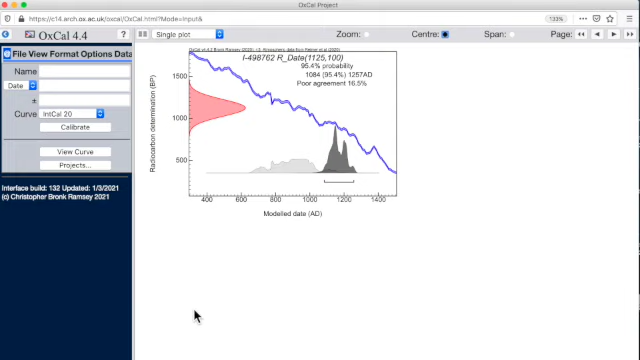 OxCal Project
https://c14.arch.ox.ac.uk/oxcal/OxCal.html?Mode=input&
133%
OxCal 4.4
?
Single plot
Zoom:
Centre:
Span:
Page:
File View Format Options Data
Name
Date
±
Curve
IntCal 20
Calibrate
View Curve
Projects...
Interface build: 132 Updated: 1/3/2021
(c) Christopher Bronk Ramsey 2021
I-498762 R_Date(1125,100)
95.4% probability
1084 (95.4%) 1257AD
Poor agreement 16.5%
Radiocarbon determination (BP)
1500
1000
500
400
600
800
1000
1200
1400
Modelled date (AD)